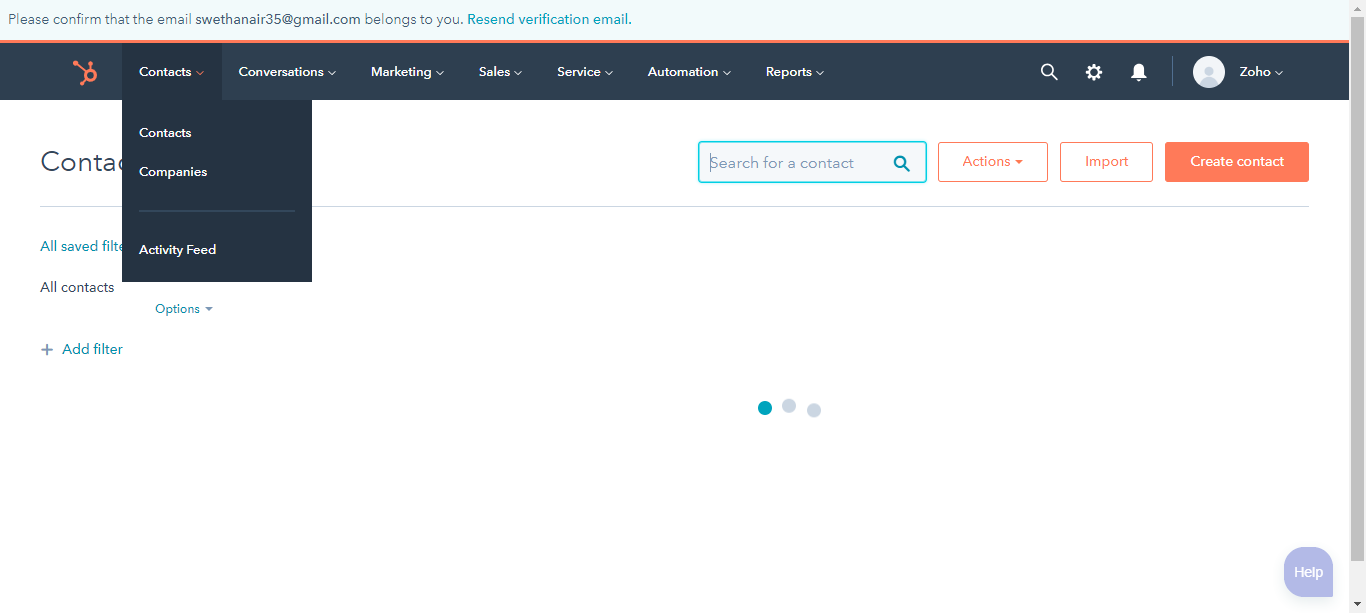 Please confirm that the email swethanair35@gmail.com belongs to you. Resend verification email.
Contacts Conversations Marketing Sales Service Automation Reports Zoho
Contacts
Companies
Activity Feed
Contac
Search for a contact Actions Import Create contact
All saved filte
All contacts
Options
+ Add filter
Help